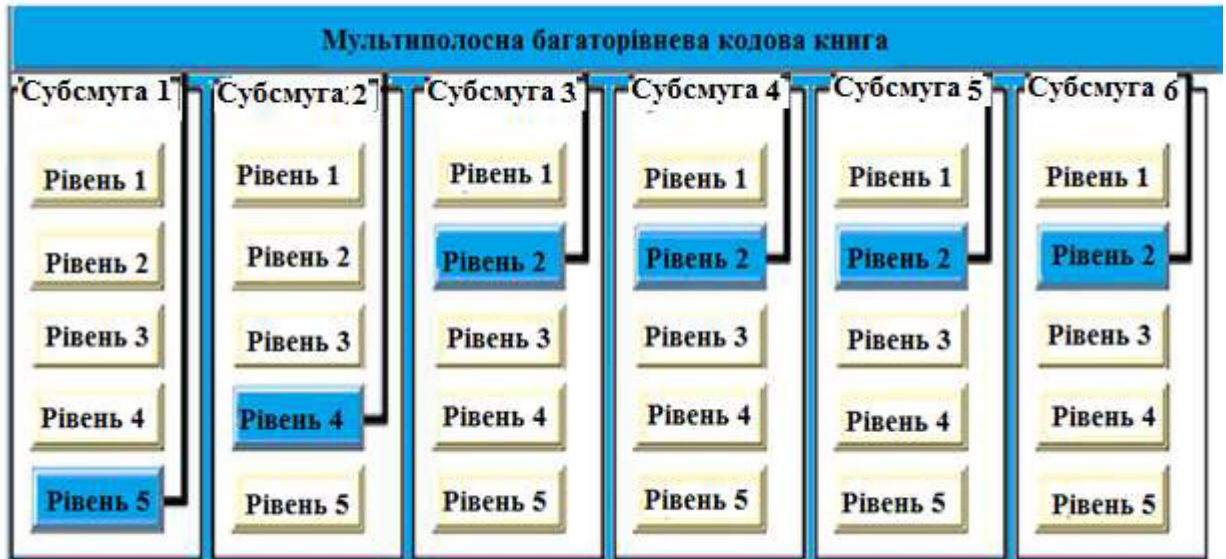 Мультиполосна багаторівнева кодова книга
Субсмуга 1
Субсмуга 2
Субсмуга 3
Субсмуга 4
Субсмуга 5
Субсмуга 6
Рівень 1
Рівень 1
Рівень 1
Рівень 1
Рівень 1
Рівень 1
Рівень 2
Рівень 2
Рівень 2
Рівень 2
Рівень 2
Рівень 2
Рівень 3
Рівень 3
Рівень 3
Рівень 3
Рівень 3
Рівень 3
Рівень 4
Рівень 4
Рівень 4
Рівень 4
Рівень 4
Рівень 4
Рівень 5
Рівень 5
Рівень 5
Рівень 5
Рівень 5
Рівень 5